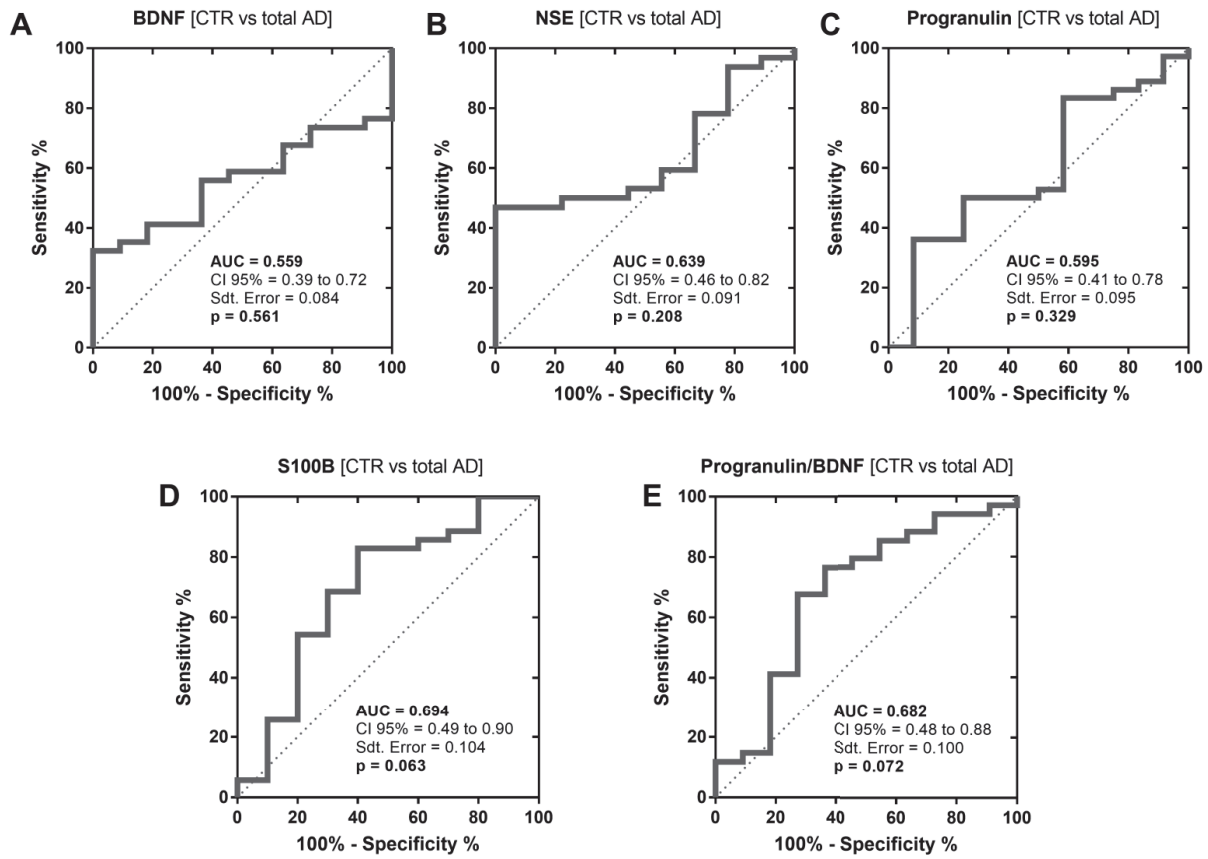 A
BDNF [CTR vs total AD]
100
80
60
40
20
0
Sensitivity %
AUC = 0.559
CI 95% = 0.39 to 0.72
Sdt. Error = 0.084
p = 0.561
0 20 40 60 80 100
100% - Specificity %
B
NSE [CTR vs total AD]
100
80
60
40
20
0
Sensitivity %
AUC = 0.639
CI 95% = 0.46 to 0.82
Sdt. Error = 0.091
p = 0.208
0 20 40 60 80 100
100% - Specificity %
C
Progranulin [CTR vs total AD]
100
80
60
40
20
0
Sensitivity %
AUC = 0.595
CI 95% = 0.41 to 0.78
Sdt. Error = 0.095
p = 0.329
0 20 40 60 80 100
100% - Specificity %
D
S100B [CTR vs total AD]
100
80
60
40
20
0
Sensitivity %
AUC = 0.694
CI 95% = 0.49 to 0.90
Sdt. Error = 0.104
p = 0.063
0 20 40 60 80 100
100% - Specificity %
E
Progranulin/BDNF [CTR vs total AD]
100
80
60
40
20
0
Sensitivity %
AUC = 0.682
CI 95% = 0.48 to 0.88
Sdt. Error = 0.100
p = 0.072
0 20 40 60 80 100
100% - Specificity %